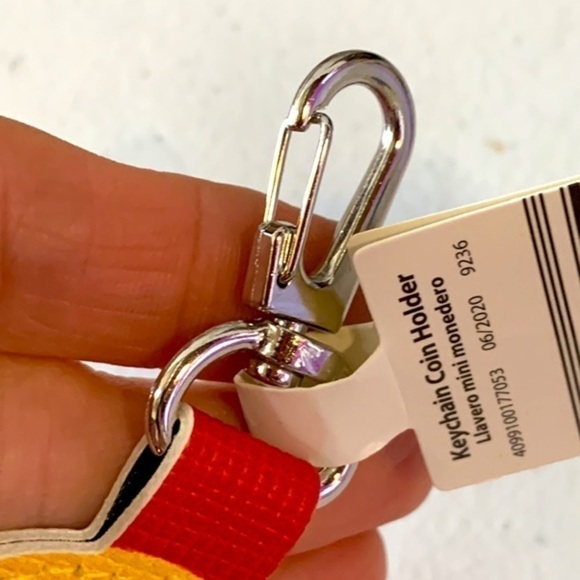 Keychain Coin Holder
Llavero mini monedero
4099100177053 06/2020 9236